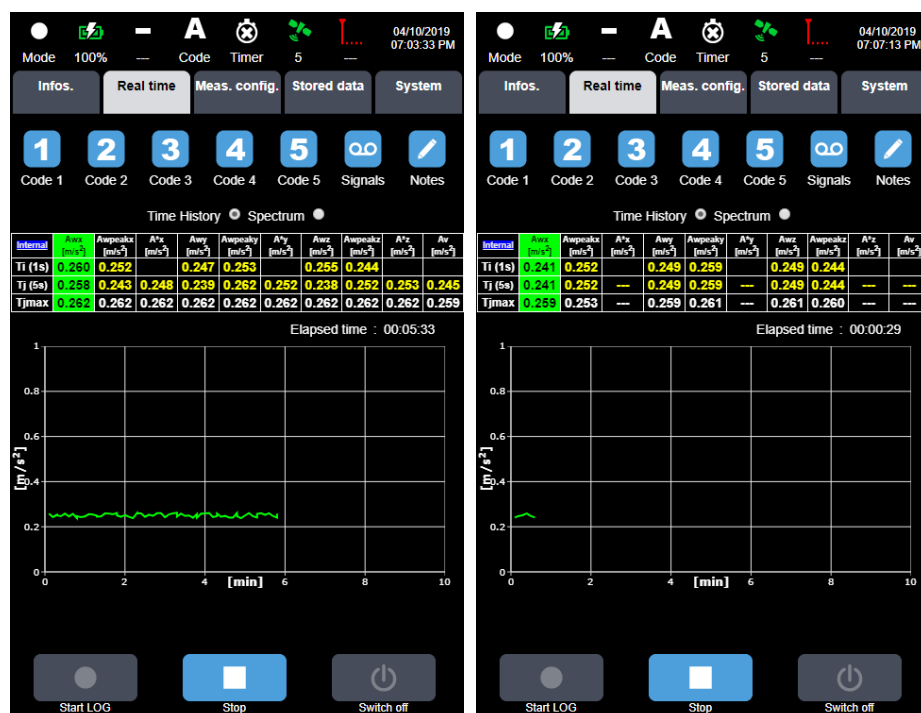 A 04/10/2019
07:03:33 PM
Mode 100% --- Code Timer 5 ---
Infos. Real time Meas. config. Stored data System
1 2 3 4 5
Code 1 Code 2 Code 3 Code 4 Code 5 Signals Notes
Time History Spectrum
Internal Awx [m/s²] Awpeakx [m/s²] A*x [m/s²] Awy [m/s²] Awpeaky [m/s²] A*y [m/s²] Awz [m/s²] Awpeakz [m/s²] A*z [m/s²] Av [m/s²]
Ti (1s) 0.260 0.252 0.247 0.253 0.255 0.244
Tj (5s) 0.258 0.243 0.248 0.239 0.262 0.252 0.238 0.252 0.253 0.245
Tjmax 0.262 0.262 0.262 0.262 0.262 0.262 0.262 0.262 0.262 0.259
Elapsed time : 00:05:33
1
0.8
0.6
[m/s²]
0.4
0.2
0
0 2 4 [min] 6 8 10
Start LOG Stop Switch off
A 04/10/2019
07:07:13 PM
Mode 100% --- Code Timer 5 ---
Infos. Real time Meas. config. Stored data System
1 2 3 4 5
Code 1 Code 2 Code 3 Code 4 Code 5 Signals Notes
Time History Spectrum
Internal Awx [m/s²] Awpeakx [m/s²] A*x [m/s²] Awy [m/s²] Awpeaky [m/s²] A*y [m/s²] Awz [m/s²] Awpeakz [m/s²] A*z [m/s²] Av [m/s²]
Ti (1s) 0.241 0.252 0.249 0.259 0.249 0.244
Tj (5s) 0.241 0.252 --- 0.249 0.259 --- 0.249 0.244 --- ---
Tjmax 0.259 0.253 --- 0.259 0.261 --- 0.261 0.260 --- ---
Elapsed time : 00:00:29
1
0.8
0.6
[m/s²]
0.4
0.2
0
0 2 4 [min] 6 8 10
Start LOG Stop Switch off